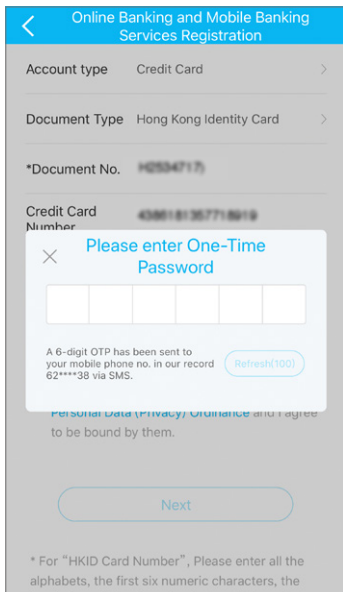 Online Banking and Mobile Banking
Services Registration
Account type Credit Card
Document Type Hong Kong Identity Card
*Document No.
Credit Card
Number
Please enter One-Time
Password
A 6-digit OTP has been sent to
your mobile phone no. in our record
62****38 via SMS.
Refresh(100)
Personal Data (Privacy) Ordinance and I agree
to be bound by them.
Next
* For “HKID Card Number”, Please enter all the
alphabets, the first six numeric characters, the